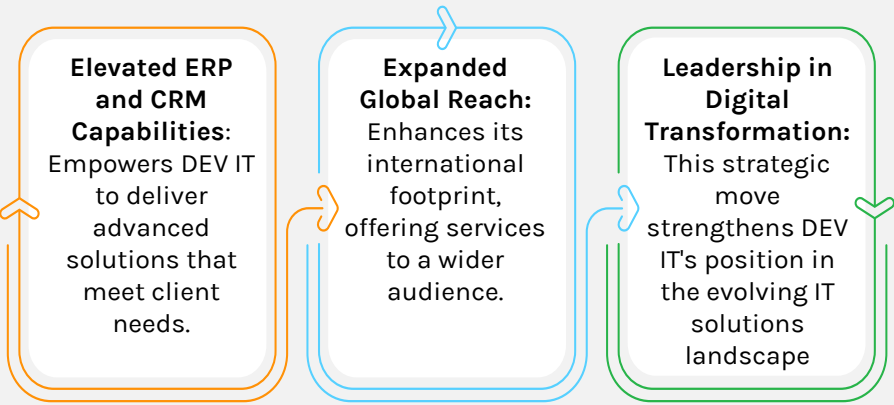 Elevated ERP
and CRM
Capabilities:
Empowers DEV IT
to deliver
advanced
solutions that
meet client
needs.
Expanded
Global Reach:
Enhances its
international
footprint,
offering services
to a wider
audience.
Leadership in
Digital
Transformation:
This strategic
move
strengthens DEV
IT's position in
the evolving IT
solutions
landscape